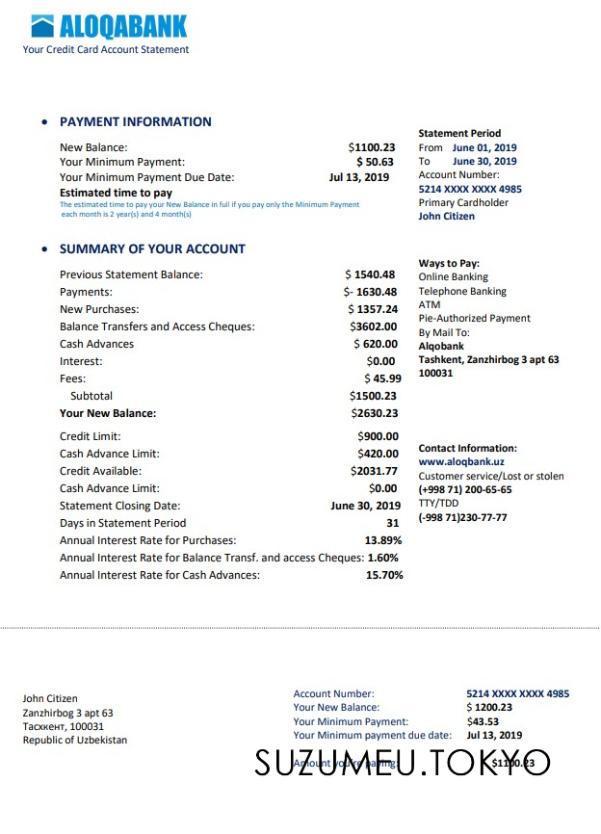 ALOQABANK
Your Credit Card Account Statement
• PAYMENT INFORMATION
New Balance: $1100.23
Your Minimum Payment: $ 50.63
Your Minimum Payment Due Date: Jul 13, 2019
Estimated time to pay
The estimated time to pay your New Balance in full if you pay only the Minimum Payment
each month is 2 year(s) and 4 month(s)
Statement Period
From June 01, 2019
To June 30, 2019
Account Number:
5214 XXXX XXXX 4985
Primary Cardholder
John Citizen
• SUMMARY OF YOUR ACCOUNT
Previous Statement Balance: $ 1540.48
Payments: $- 1630.48
New Purchases: $ 1357.24
Balance Transfers and Access Cheques: $3602.00
Cash Advances $ 620.00
Interest: $0.00
Fees: $ 45.99
Subtotal $1500.23
Your New Balance: $2630.23
Credit Limit: $900.00
Cash Advance Limit: $420.00
Credit Available: $2031.77
Cash Advance Limit: $0.00
Statement Closing Date: June 30, 2019
Days in Statement Period 31
Annual Interest Rate for Purchases: 13.89%
Annual Interest Rate for Balance Transf. and access Cheques: 1.60%
Annual Interest Rate for Cash Advances: 15.70%
Ways to Pay:
Online Banking
Telephone Banking
ATM
Pie-Authorized Payment
By Mail To:
Alqobank
Tashkent, Zanzhirbog 3 apt 63
100031
Contact Information:
www.aloqbank.uz
Customer service/Lost or stolen
(+998 71) 200-65-65
TTY/TDD
(-998 71)230-77-77
John Citizen
Zanzhirbog 3 apt 63
Тасхкент, 100031
Republic of Uzbekistan
Account Number: 5214 XXXX XXXX 4985
Your New Balance: $ 1200.23
Your Minimum Payment: $43.53
Your Minimum payment due date: Jul 13, 2019
Amount you're paying: $1100.23
SUZUMEU.TOKYO